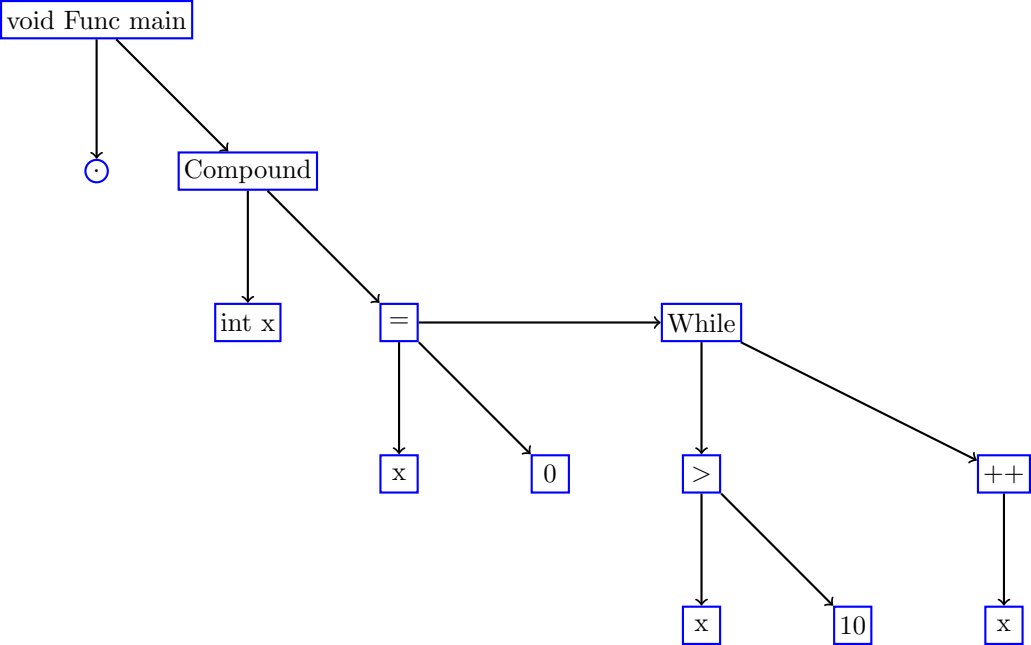 void Func main
·
Compound
int x
=
While
x
0
>
++
x
10
x